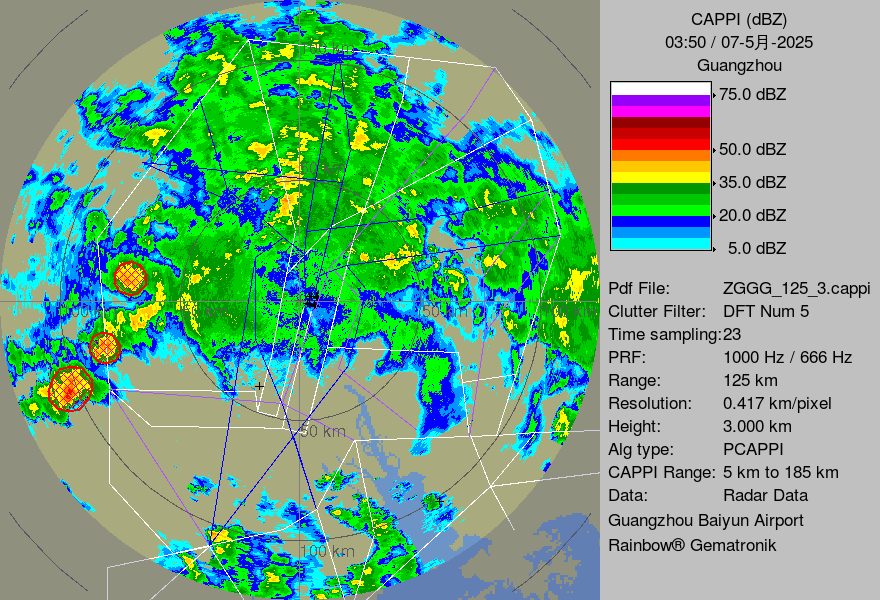 CAPPI (dBZ)
03:50 / 07-5月-2025
Guangzhou
75.0 dBZ
50.0 dBZ
35.0 dBZ
20.0 dBZ
5.0 dBZ
Pdf File: ZGGG_125_3.cappi
Clutter Filter: DFT Num 5
Time sampling:23
PRF: 1000 Hz / 666 Hz
Range: 125 km
Resolution: 0.417 km/pixel
Height: 3.000 km
Alg type: PCAPPI
CAPPI Range: 5 km to 185 km
Data: Radar Data
Guangzhou Baiyun Airport
Rainbow® Gematronik
50 km
50 km
100 km